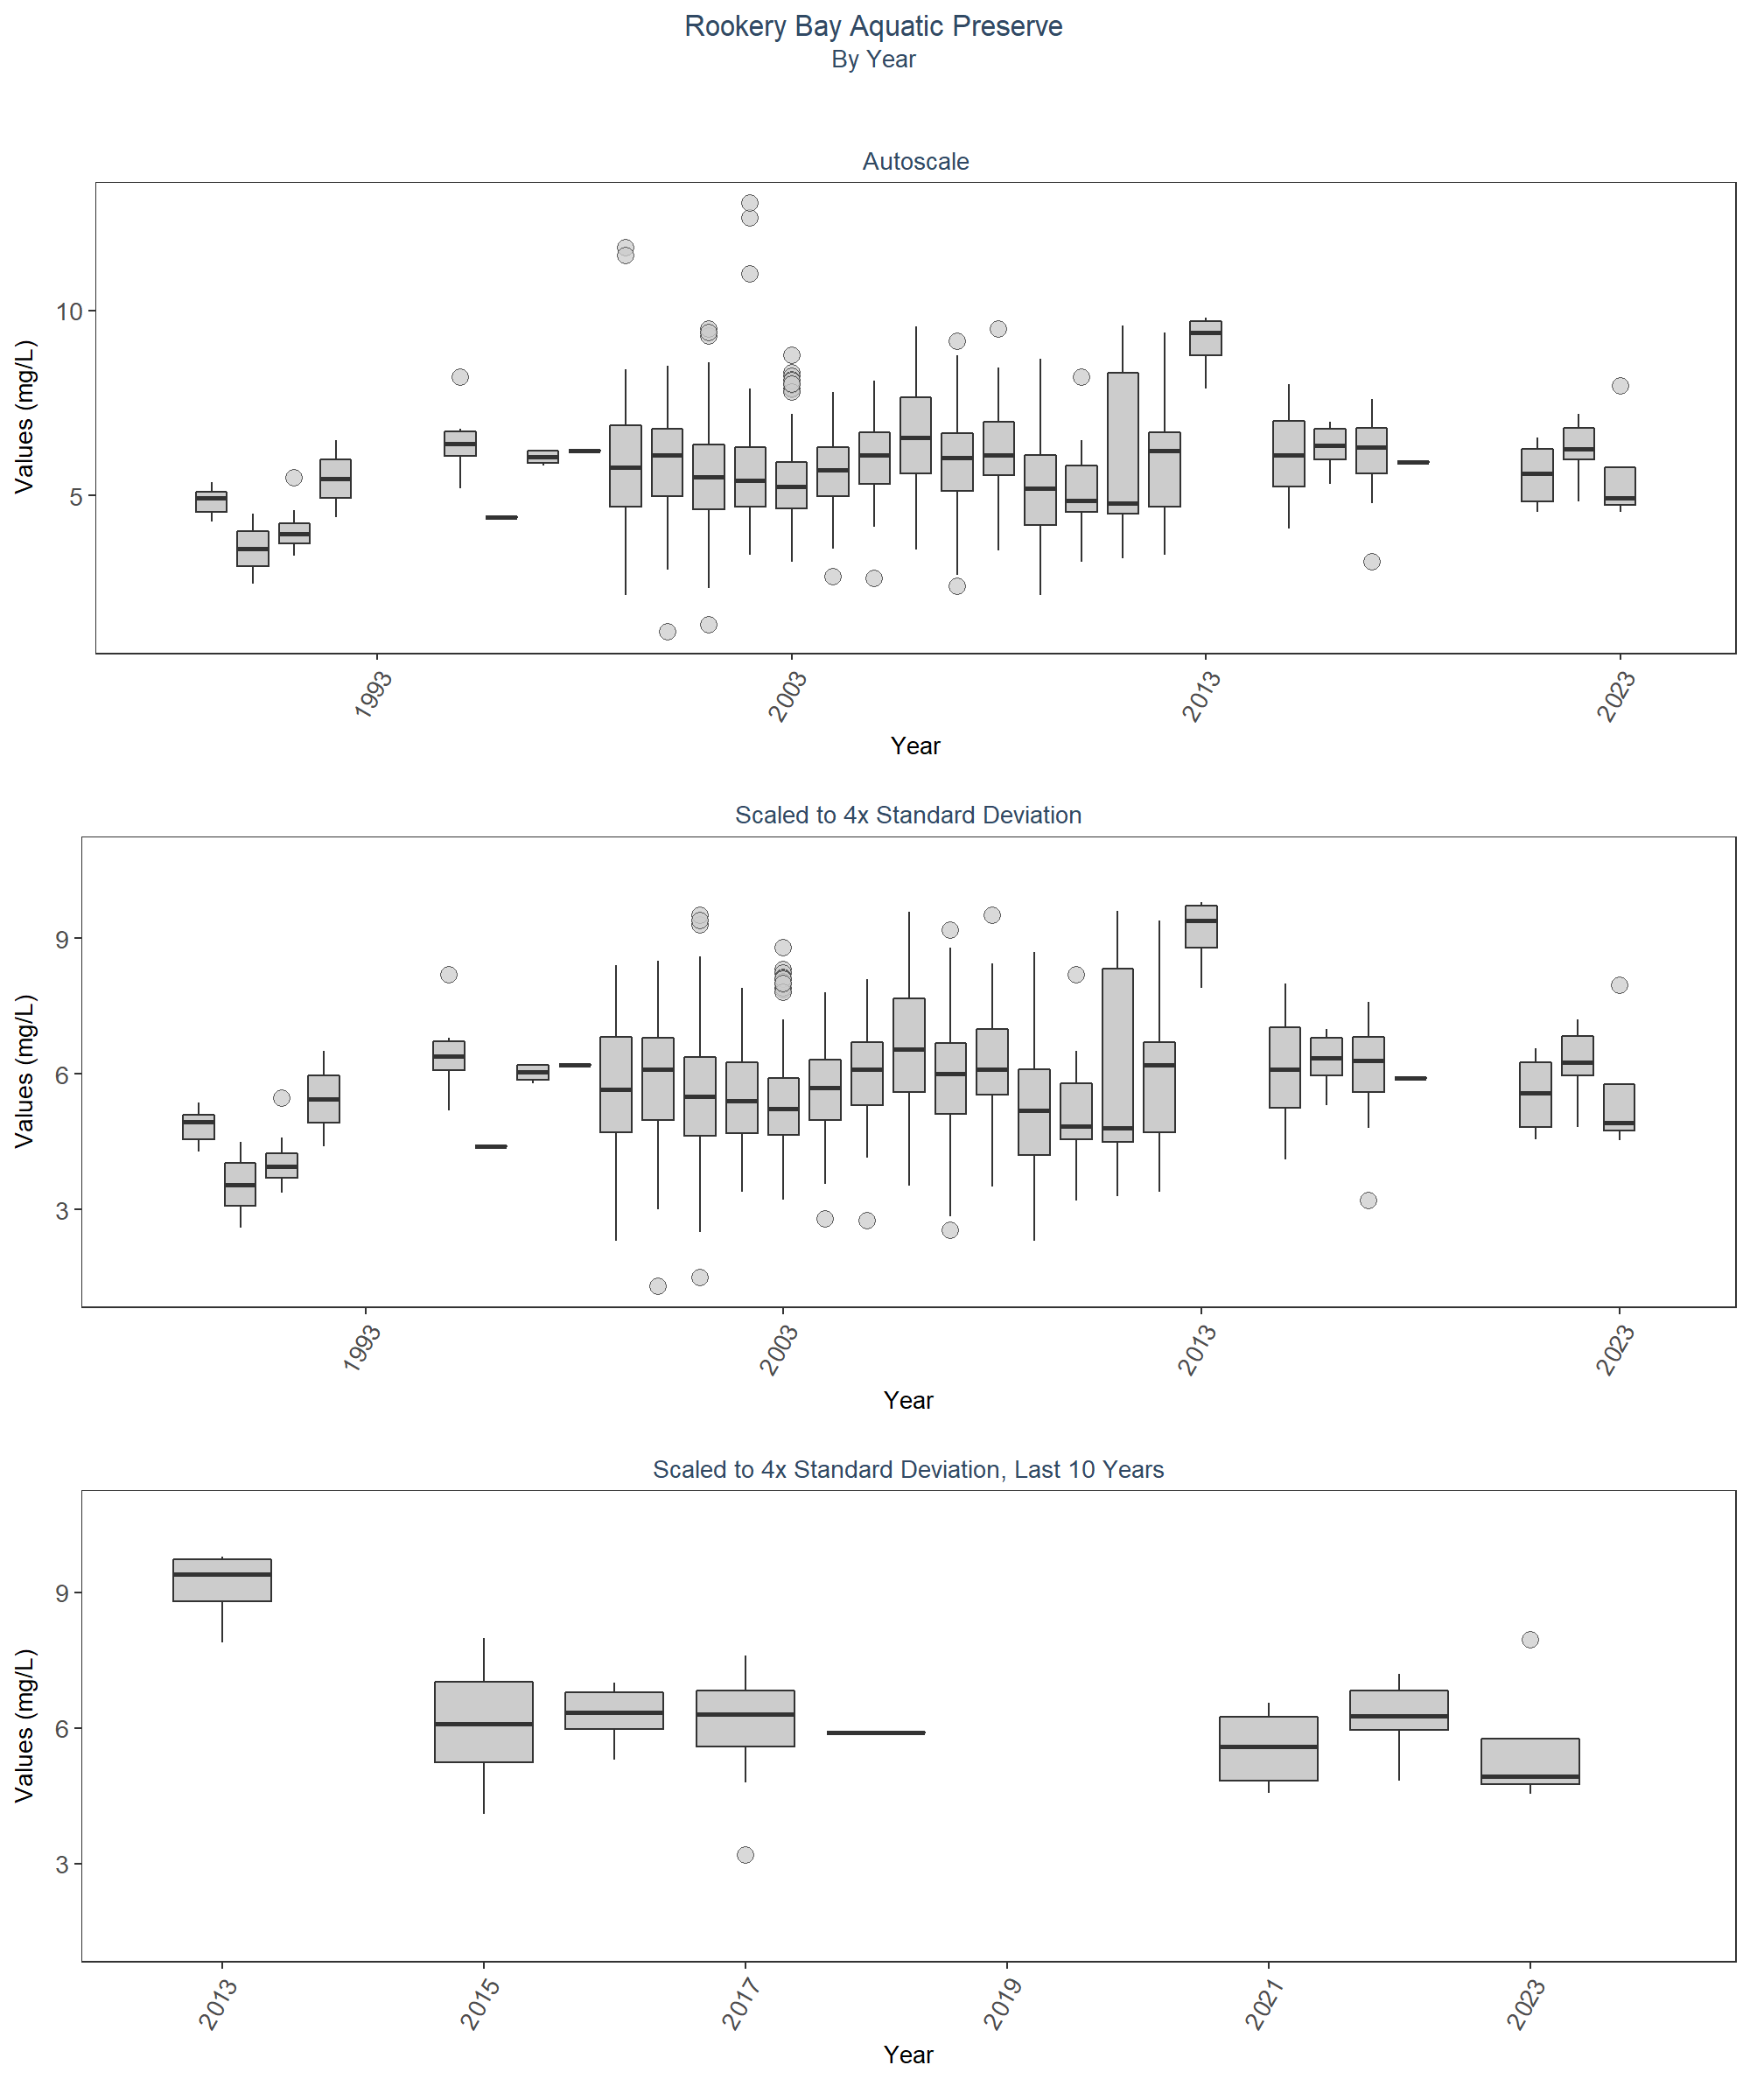 Rookery Bay Aquatic Preserve
By Year
Autoscale
Values (mg/L)
10
5
1993
2003
2013
2023
Year
Scaled to 4x Standard Deviation
Values (mg/L)
9
6
3
1993
2003
2013
2023
Year
Scaled to 4x Standard Deviation, Last 10 Years
Values (mg/L)
9
6
3
2013
2015
2017
2019
2021
2023
Year